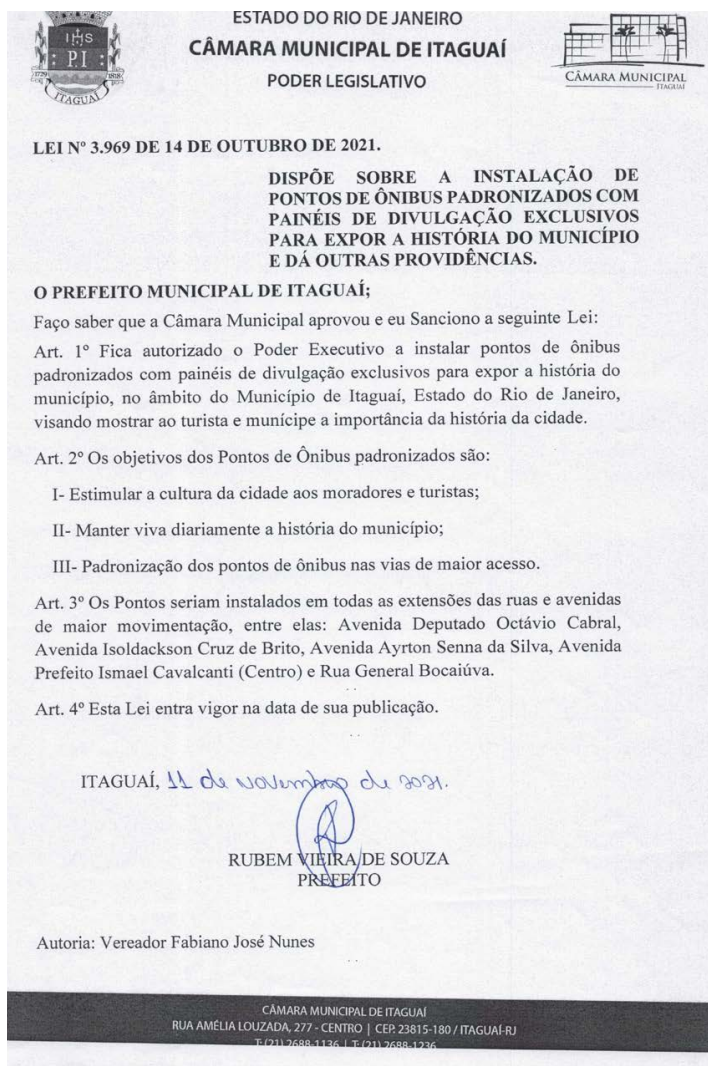 ESTADO DO RIO DE JANEIRO
CÂMARA MUNICIPAL DE ITAGUAÍ
PODER LEGISLATIVO
IHS
P.I
1729
1818
ITAGUAÍ
CÂMARA MUNICIPAL
ITAGUAÍ
LEI Nº 3.969 DE 14 DE OUTUBRO DE 2021.
DISPÕE SOBRE A INSTALAÇÃO DE
PONTOS DE ÔNIBUS PADRONIZADOS COM
PAINÉIS DE DIVULGAÇÃO EXCLUSIVOS
PARA EXPOR A HISTÓRIA DO MUNICÍPIO
E DÁ OUTRAS PROVIDÊNCIAS.
O PREFEITO MUNICIPAL DE ITAGUAÍ;
Faço saber que a Câmara Municipal aprovou e eu Sanciono a seguinte Lei:
Art. 1º Fica autorizado o Poder Executivo a instalar pontos de ônibus
padronizados com painéis de divulgação exclusivos para expor a história do
município, no âmbito do Município de Itaguaí, Estado do Rio de Janeiro,
visando mostrar ao turista e munícipe a importância da história da cidade.
Art. 2º Os objetivos dos Pontos de Ônibus padronizados são:
I- Estimular a cultura da cidade aos moradores e turistas;
II- Manter viva diariamente a história do município;
III- Padronização dos pontos de ônibus nas vias de maior acesso.
Art. 3º Os Pontos seriam instalados em todas as extensões das ruas e avenidas
de maior movimentação, entre elas: Avenida Deputado Octávio Cabral,
Avenida Isoldackson Cruz de Brito, Avenida Ayrton Senna da Silva, Avenida
Prefeito Ismael Cavalcanti (Centro) e Rua General Bocaiúva.
Art. 4º Esta Lei entra vigor na data de sua publicação.
ITAGUAÍ, 11 de novembro de 2021.
RUBEM VIEIRA DE SOUZA
PREFEITO
Autoria: Vereador Fabiano José Nunes
CÂMARA MUNICIPAL DE ITAGUAÍ
RUA AMÉLIA LOUZADA, 277 - CENTRO | CEP. 23815-180 / ITAGUAÍ-RJ
T: (21) 2688-1136 | T: (21) 2688-1236